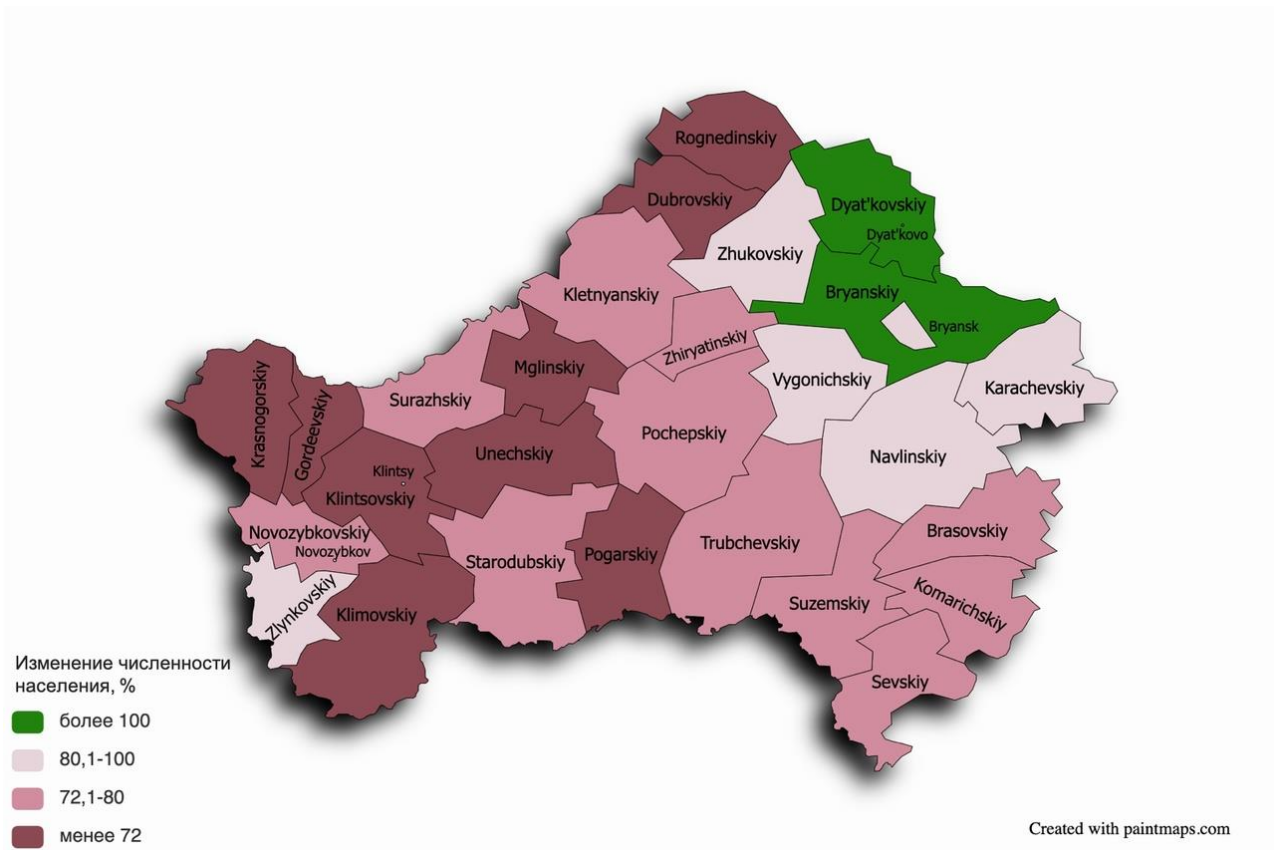 Rognedinskiy
Dubrovskiy
Dyat'kovskiy
Dyat'kovo
Zhukovskiy
Kletnyanskiy
Bryanskiy
Bryansk
Zhiryatinskiy
Mglinskiy
Vygonichskiy
Karachevskiy
Surazhskiy
Krasnogorskiy
Gordeevskiy
Pochepskiy
Unechskiy
Navlinskiy
Klintsy
Klintsovskiy
Novozybkovskiy
Novozybkov
Starodubskiy
Pogarskiy
Trubchevskiy
Brasovskiy
Zlynkovskiy
Klimovskiy
Suzemskiy
Komarichskiy
Sevskiy
Изменение численности
населения, %
более 100
80,1-100
72,1-80
менее 72
Created with paintmaps.com